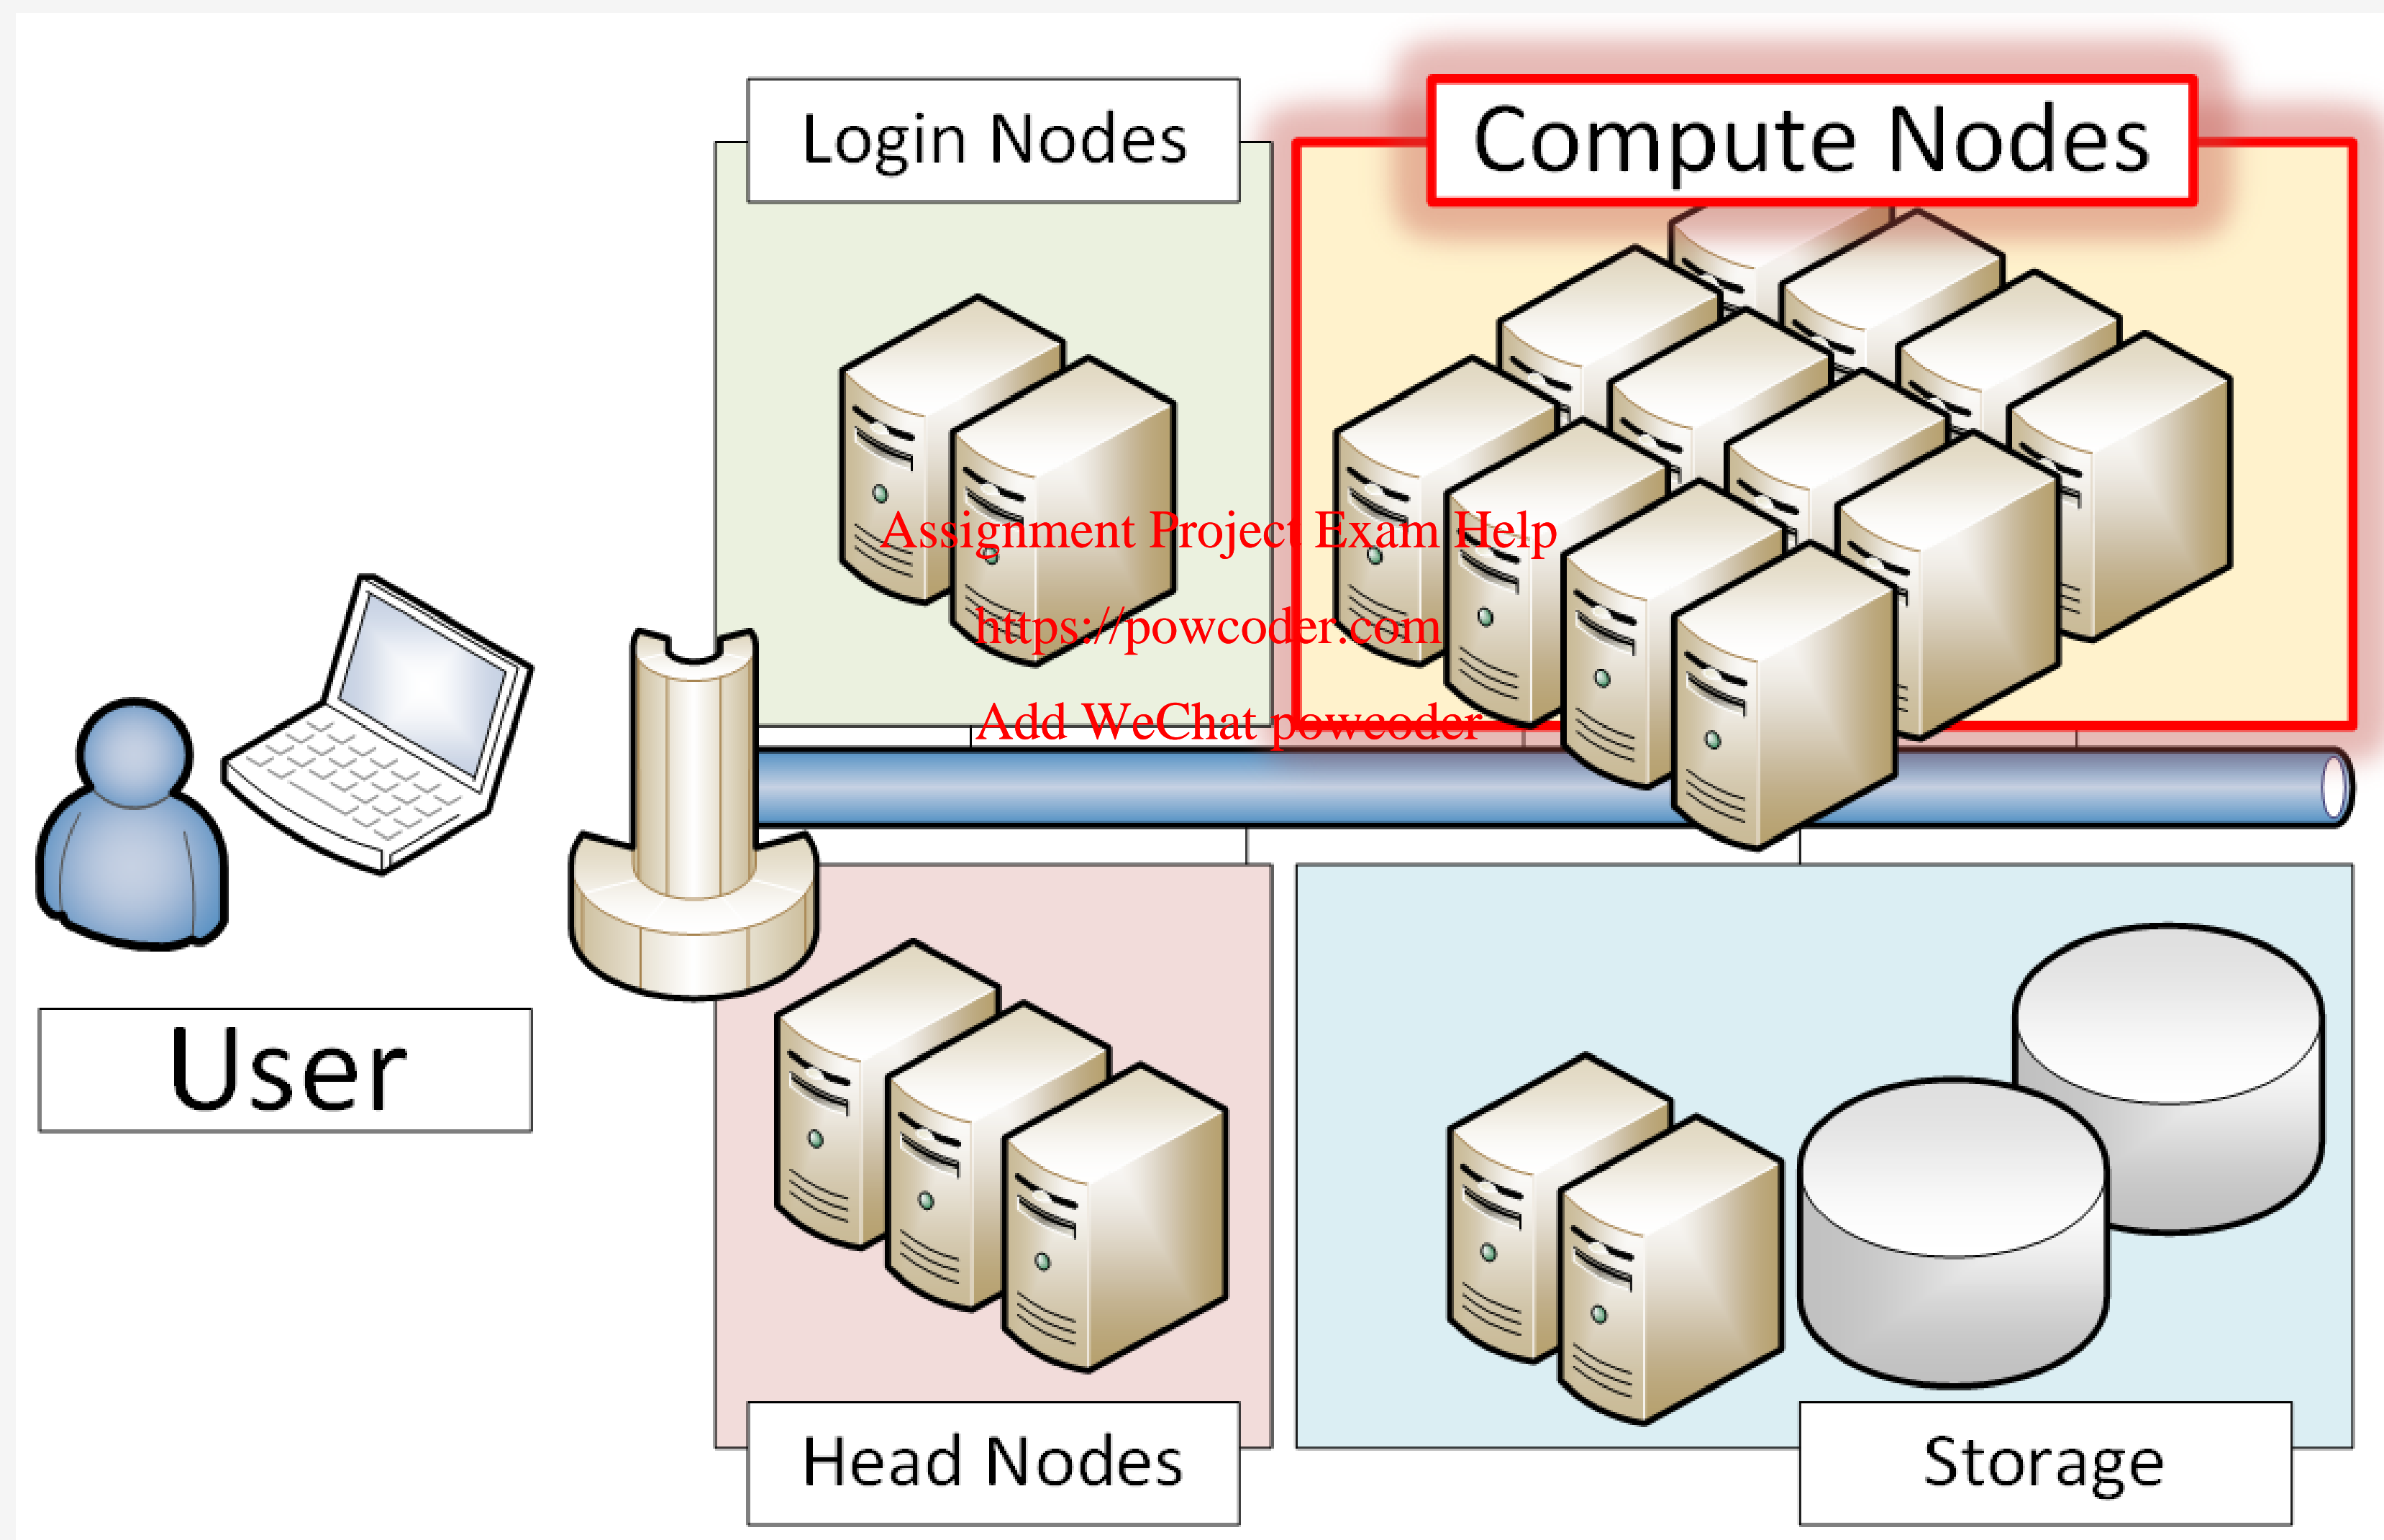 Login Nodes
Compute Nodes
Assignment Project Exam Help
https://powcoder.com
Add WeChat powcoder
User
Head Nodes
Storage